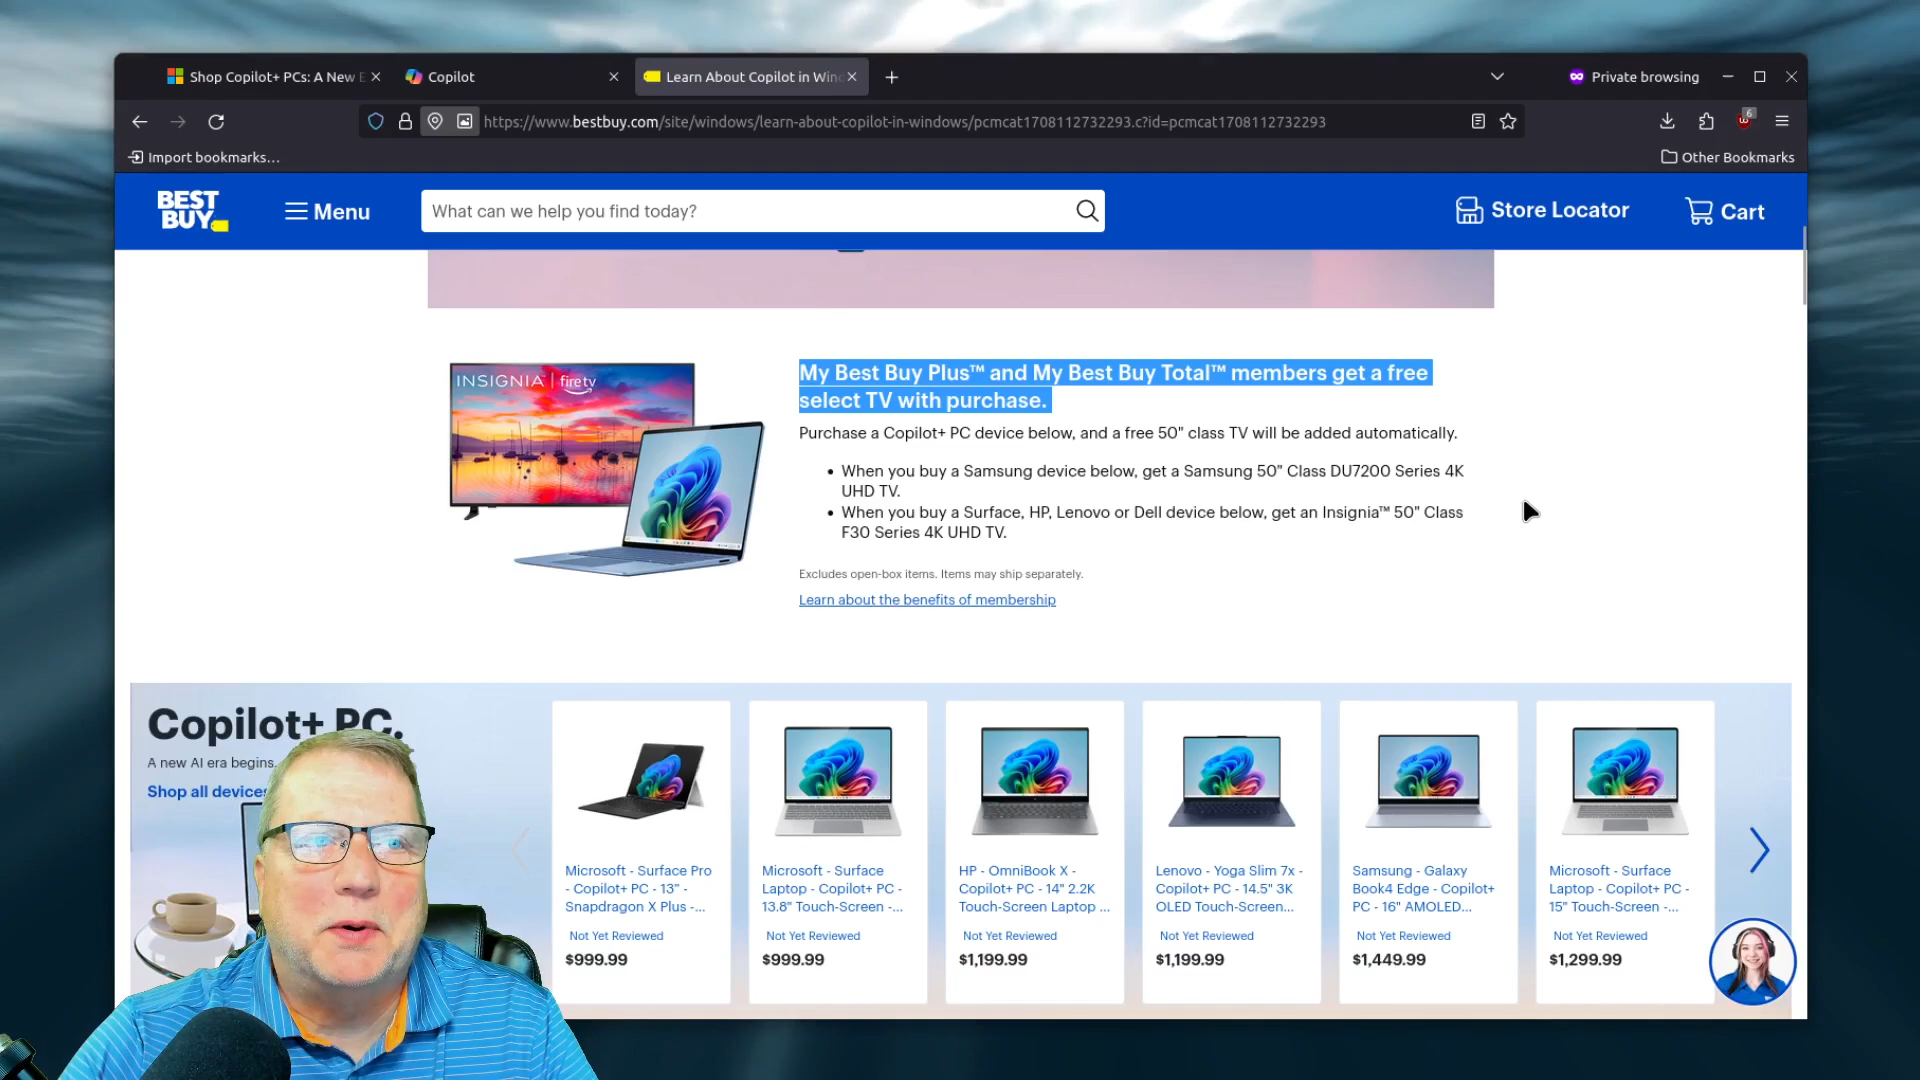 Shop Copilot+ PCs: A New E
Copilot
Learn About Copilot in Win
Private browsing
https://www.bestbuy.com/site/windows/learn-about-copilot-in-windows/pcmcat1708112732293.c?id=pcmcat1708112732293
6
Import bookmarks...
Other Bookmarks
BEST
BUY
Menu
What can we help you find today?
Store Locator
Cart
INSIGNIA | firetv
My Best Buy Plus™ and My Best Buy Total™ members get a free
select TV with purchase.
Purchase a Copilot+ PC device below, and a free 50" class TV will be added automatically.
• When you buy a Samsung device below, get a Samsung 50" Class DU7200 Series 4K
UHD TV.
• When you buy a Surface, HP, Lenovo or Dell device below, get an Insignia™ 50" Class
F30 Series 4K UHD TV.
Excludes open-box items. Items may ship separately.
Learn about the benefits of membership
Copilot+ PC.
A new AI era begins.
Shop all devices
Microsoft - Surface Pro
- Copilot+ PC - 13" -
Snapdragon X Plus -...
Not Yet Reviewed
$999.99
Microsoft - Surface
Laptop - Copilot+ PC -
13.8" Touch-Screen -...
Not Yet Reviewed
$999.99
HP - OmniBook X -
Copilot+ PC - 14" 2.2K
Touch-Screen Laptop ...
Not Yet Reviewed
$1,199.99
Lenovo - Yoga Slim 7x -
Copilot+ PC - 14.5" 3K
OLED Touch-Screen...
Not Yet Reviewed
$1,199.99
Samsung - Galaxy
Book4 Edge - Copilot+
PC - 16" AMOLED...
Not Yet Reviewed
$1,449.99
Microsoft - Surface
Laptop - Copilot+ PC -
15" Touch-Screen -...
Not Yet Reviewed
$1,299.99